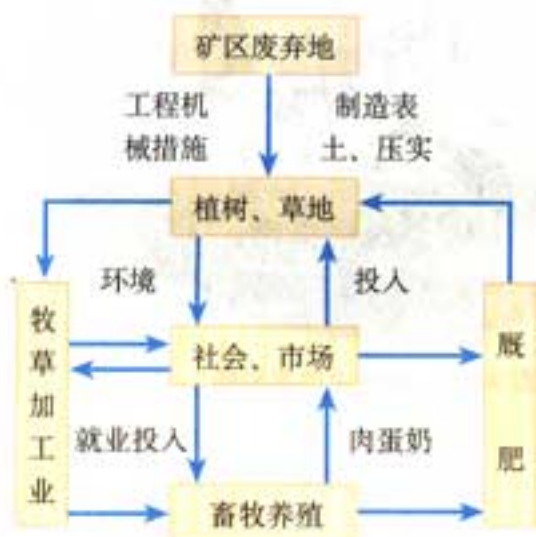 矿区废弃地
工程机
械措施
制造表
土、压实
植树、草地
环境
投入
牧草加工业
社会、市场
厩肥
就业投入
肉蛋奶
畜牧养殖